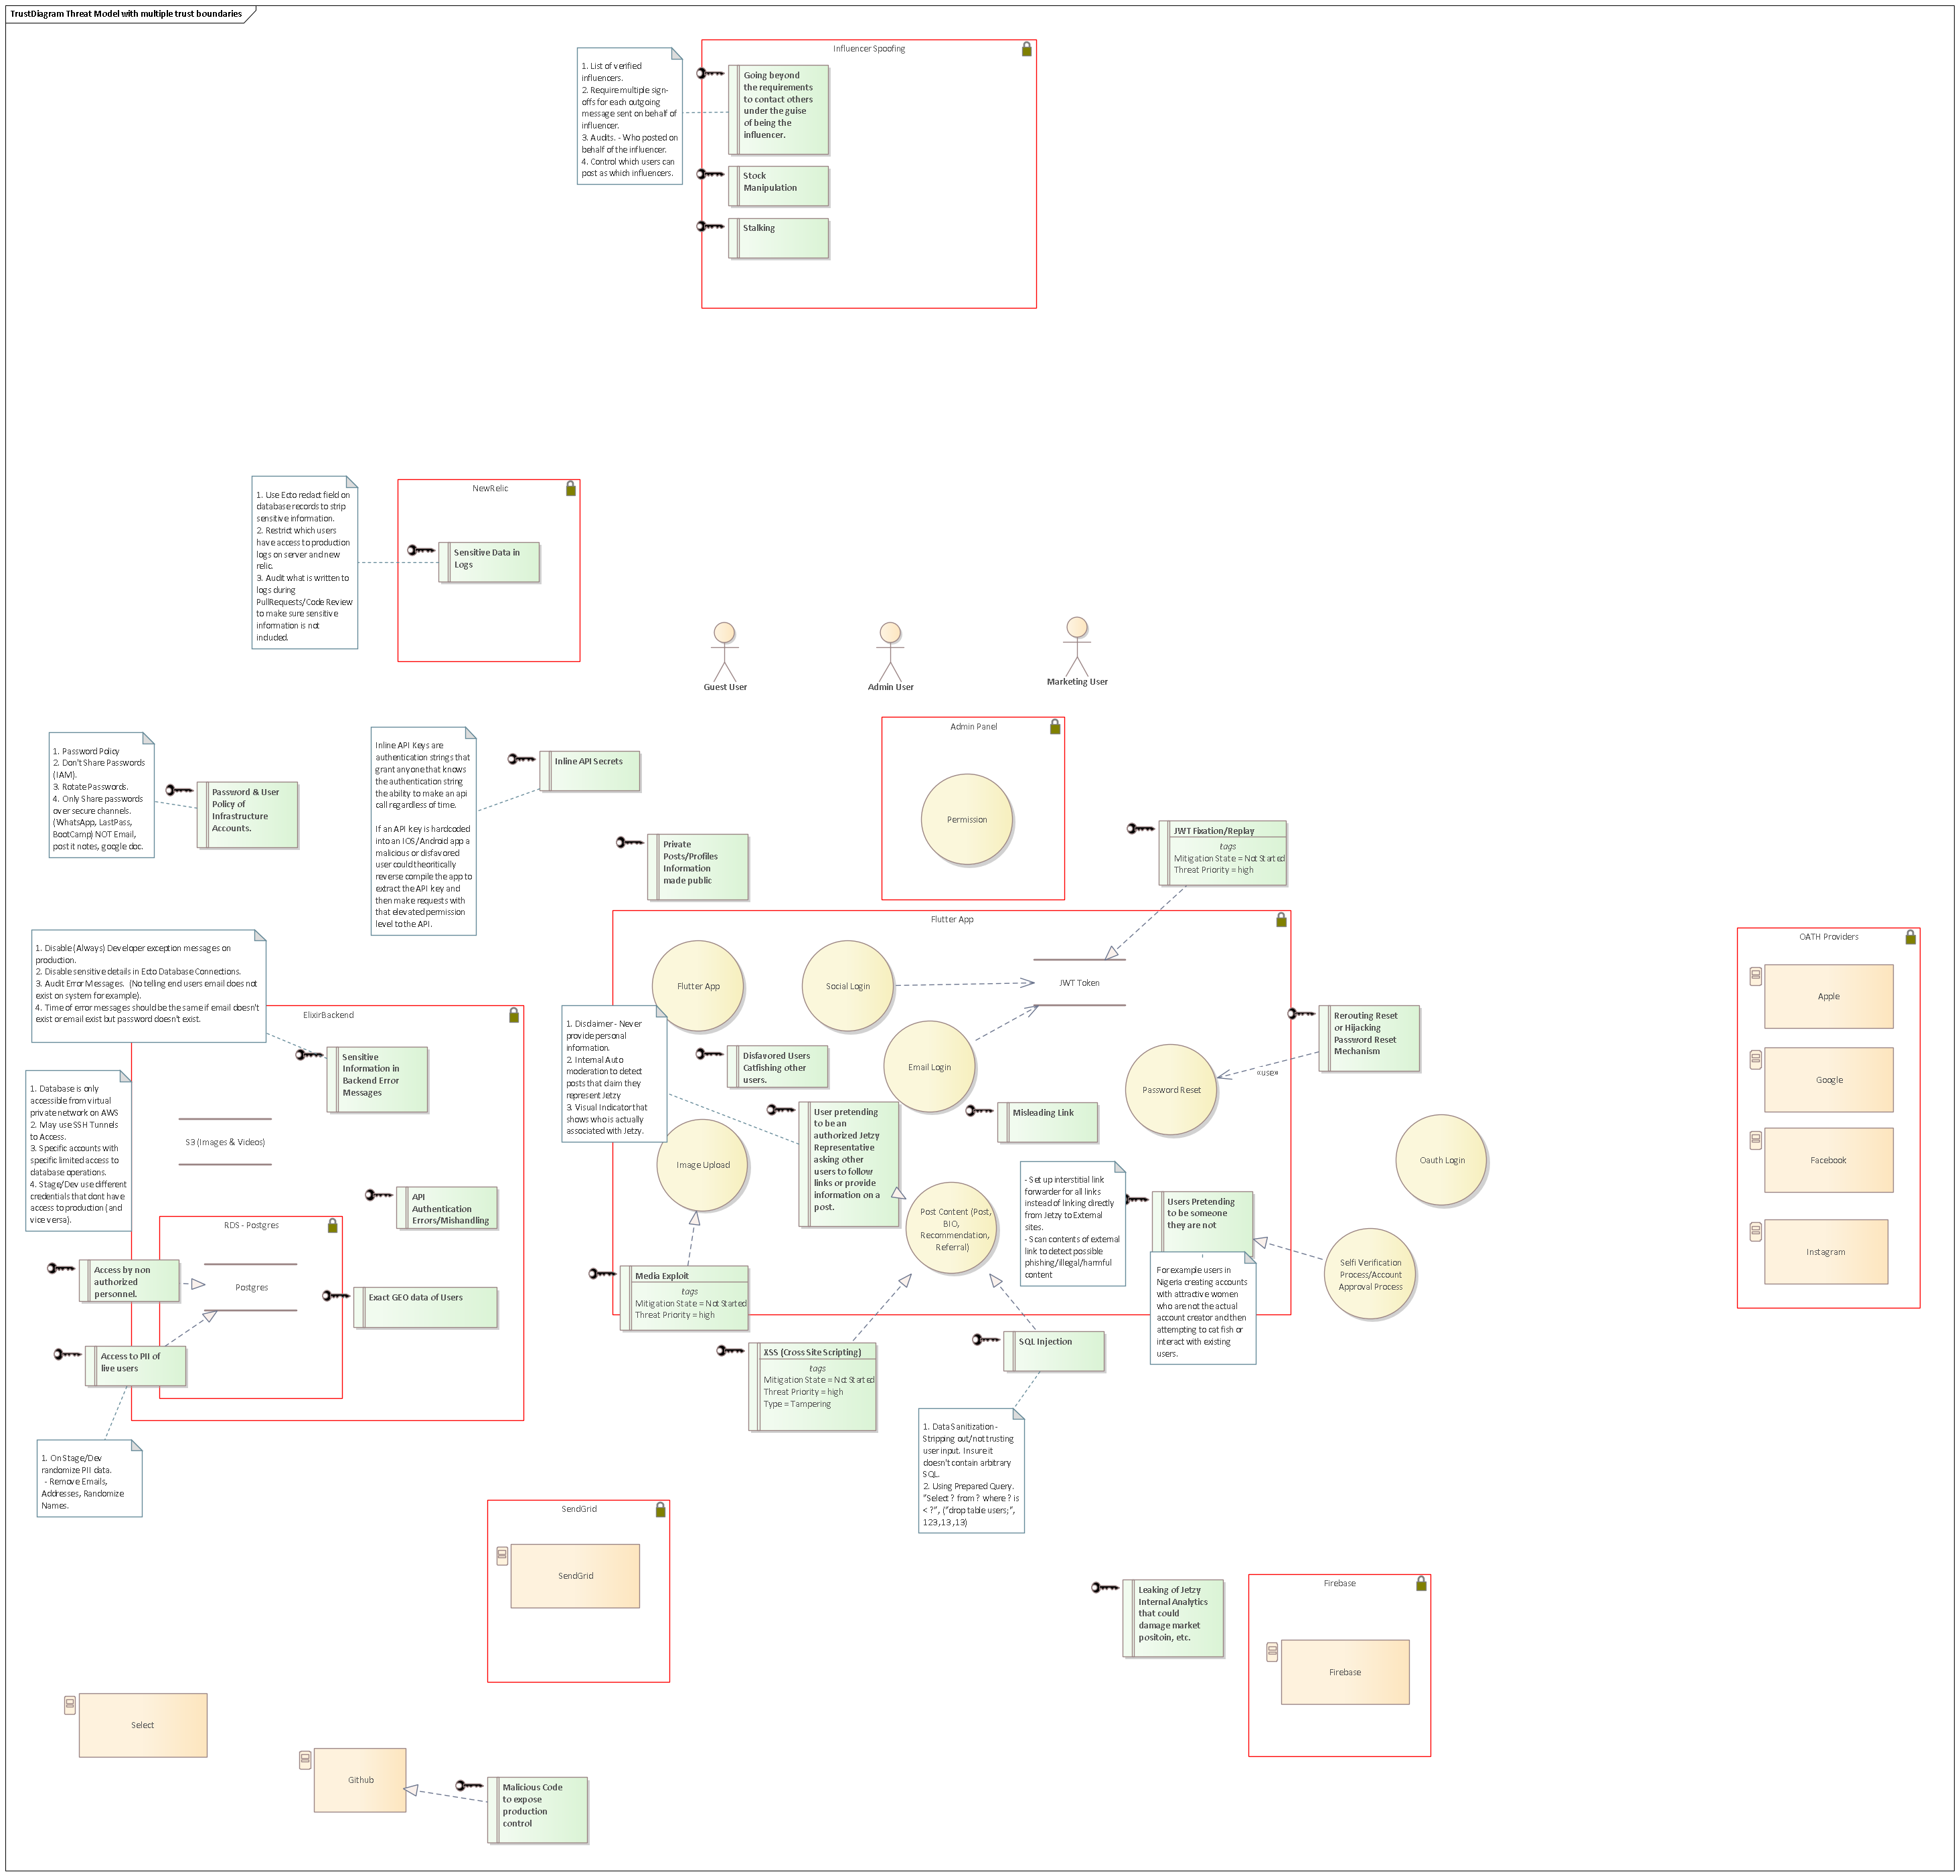 TrustDiagram Threat Model with multiple trust boundaries
Influencer Spoofing
1. List of verified
influencers.
2. Require multiple sign-
offs for each outgoing
message sent on behalf of
influencer.
3. Audits. - Who posted on
behalf of the influencer.
4. Control which users can
post as which influencers.
Going beyond
the requirements
to contact others
under the guise
of being the
influencer.
Stock
Manipulation
Stalking
NewRelic
1. Use Ecto redact field on
database records to strip
sensitive information.
2. Restrict which users
have access to production
logs on server and new
relic.
3. Audit what is written to
logs during
PullRequests/Code Review
to make sure sensitive
information is not
included.
Sensitive Data in
Logs
Guest User
Admin User
Marketing User
1. Password Policy
2. Don't Share Passwords
(IAM).
3. Rotate Passwords.
4. Only Share passwords
over secure channels.
(WhatsApp, LastPass,
BootCamp) NOT Email,
post it notes, google doc.
Password & User
Policy of
Infrastructure
Accounts.
Inline API Keys are
authentication strings that
grant anyone that knows
the authentication string
the ability to make an api
call regardless of time.
If an API key is hardcoded
into an IOS/Android app a
malicious or disfavored
user could theoritically
reverse compile the app to
extract the API key and
then make requests with
that elevated permission
level to the API.
Inline API Secrets
Private
Posts/Profiles
Information
made public
Admin Panel
Permission
JWT Fixation/Replay
tags
Mitigation State = Not Started
Threat Priority = high
Flutter App
Flutter App
Social Login
JWT Token
Email Login
Password Reset
«wash»
Rerouting Reset
or Hijacking
Password Reset
Mechanism
OATH Providers
Apple
Google
Facebook
Instagram
1. Disable (Always) Developer exception messages on
production.
2. Disable sensitive details in Ecto Database Connections.
3. Audit Error Messages.  (No telling end users email does not
exist on system for example).
4. Time of error messages should be the same if email doesn't
exist or email exist but password doesn't exist.
ElixirBackend
Sensitive
Information in
Backend Error
Messages
1. Database is only
accessible from virtual
private network on AWS
2. May use SSH Tunnels
to Access.
3. Specific accounts with
specific limited access to
database operations.
4. Stage/Dev use different
credentials that dont have
access to production (and
vice versa).
S3 (Images & Videos)
API
Authentication
Errors/Mishandling
RDS - Postgres
Access by non
authorized
personnel.
Postgres
Exact GEO data of Users
Access to PII of
live users
1. On Stage/Dev
randomize PII data.
- Remove Emails,
Addresses, Randomize
Names.
1. Disclaimer - Never
provide personal
information.
2. Internal Auto
moderation to detect
posts that claim they
represent Jetzy
3. Visual Indicator that
shows who is actually
associated with Jetzy.
Disfavored Users
Catfishing other
users.
User pretending
to be an
authorized Jetzy
Representative
asking other
users to follow
links or provide
information on a
post.
Misleading Link
Image Upload
Post Content (Post,
BIO,
Recommendation,
Referral)
- Set up interstitial link
forwarder for all links
instead of linking directly
from Jetzy to External
sites.
- Scan contents of external
link to detect possible
phishing/illegal/harmful
content
Users Pretending
to be someone
they are not
Oauth Login
Selfi Verification
Process/Account
Approval Process
For example users in
Nigeria creating accounts
with attractive women
who are not the actual
account creator and then
attempting to cat fish or
interact with existing
users.
Media Exploit
tags
Mitigation State = Not Started
Threat Priority = high
XSS (Cross Site Scripting)
tags
Mitigation State = Not Started
Threat Priority = high
Type = Tampering
SQL Injection
1. Data Sanitization -
Stripping out/not trusting
user input. Insure it
doesn't contain arbitrary
SQL.
2. Using Prepared Query.
"Select ? from ? where ? is
< ?", ("drop table users;",
123,13 ,13)
SendGrid
SendGrid
Leaking of Jetzy
Internal Analytics
that could
damage market
positoin, etc.
Firebase
Firebase
Select
Github
Malicious Code
to expose
production
control